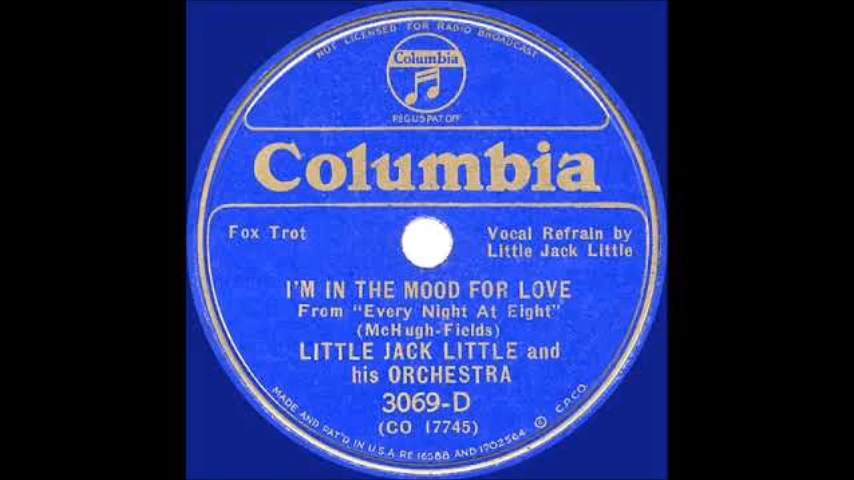 NOT LICENSED FOR RADIO BROADCAST
Columbia
REG.U.S.PAT.OFF.
Columbia
Fox Trot
Vocal Refrain by
Little Jack Little
I'M IN THE MOOD FOR LOVE
From "Every Night At Eight"
(McHugh-Fields)
LITTLE JACK LITTLE and
his ORCHESTRA
3069-D
(CO 17745)
MADE AND PAT'D IN U.S.A. RE 16588 AND 1702564 © C.P.CO.